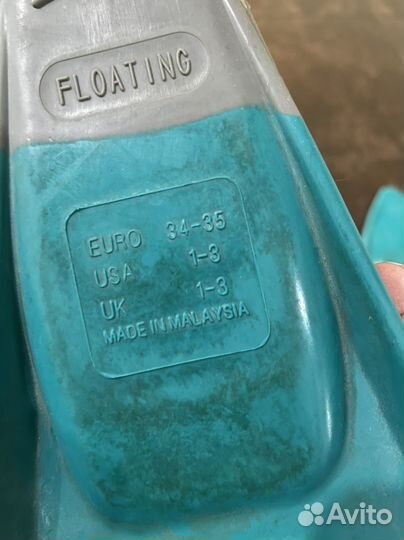 FLOATING
EURO 34-35
USA 1-3
UK 1-3
MADE IN MALAYSIA
Avito